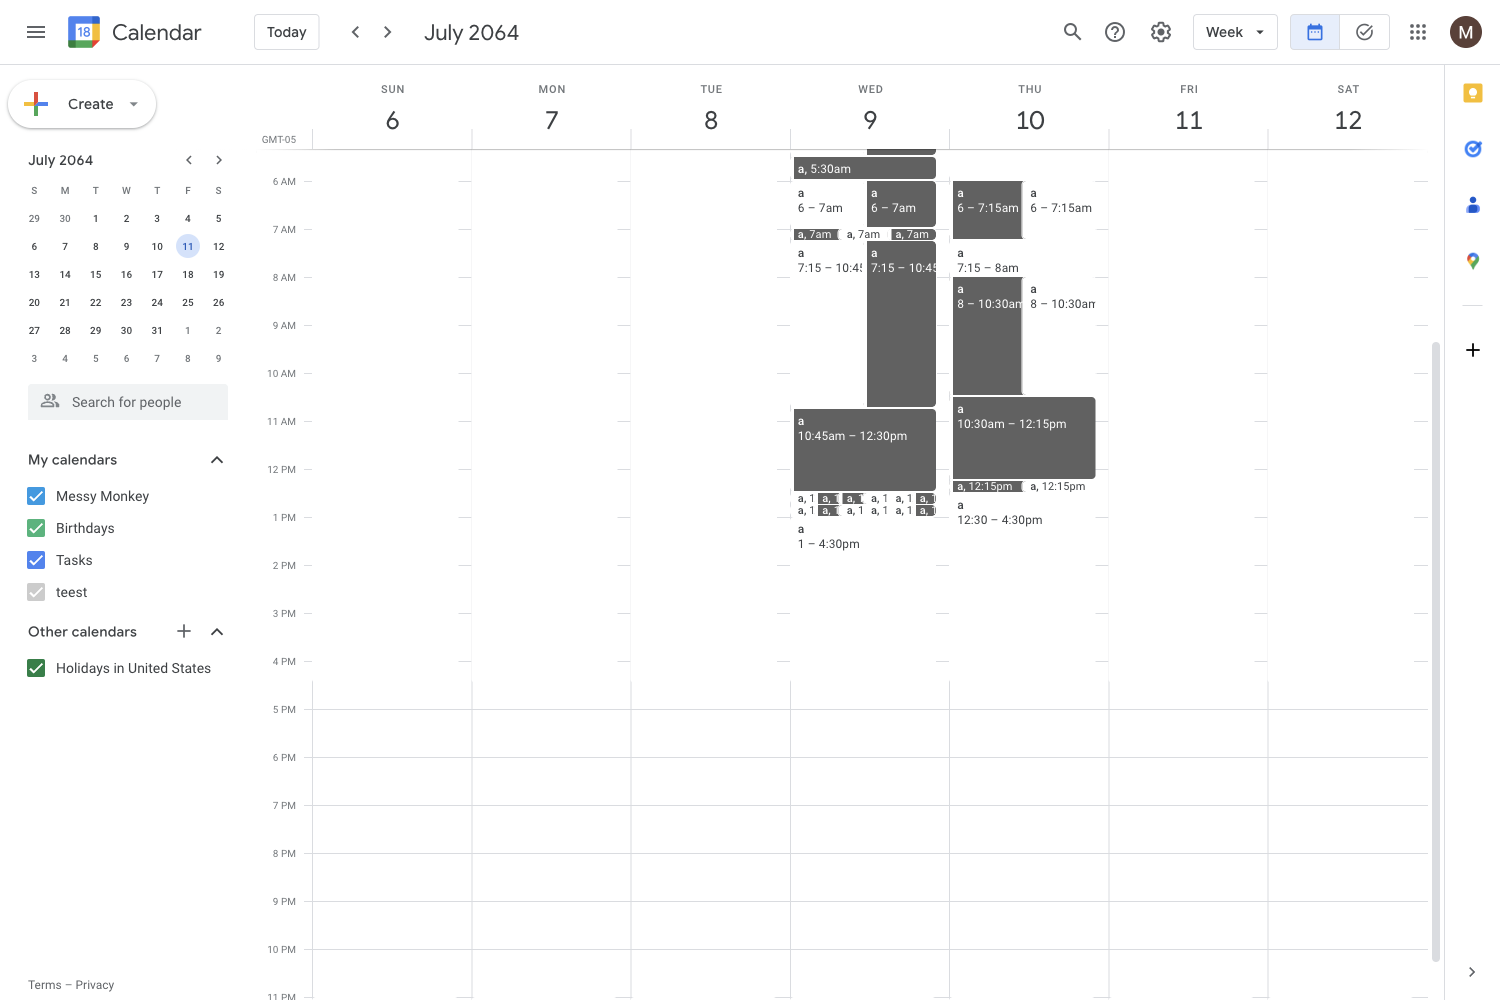 18
Calendar
Today
July 2064
Week
M
Create
July 2064
S M T W T F S
29 30 1 2 3 4 5
6 7 8 9 10 11 12
13 14 15 16 17 18 19
20 21 22 23 24 25 26
27 28 29 30 31 1 2
3 4 5 6 7 8 9
Search for people
My calendars
Messy Monkey
Birthdays
Tasks
teest
Other calendars
Holidays in United States
Terms – Privacy
SUN MON TUE WED THU FRI SAT
6 7 8 9 10 11 12
GMT-05
6 AM
7 AM
8 AM
9 AM
10 AM
11 AM
12 PM
1 PM
2 PM
3 PM
4 PM
5 PM
6 PM
7 PM
8 PM
9 PM
10 PM
11 PM
a, 5:30am
a
6 – 7am
a
6 – 7am
a, 7am
a, 7am
a, 7am
a
7:15 – 10:45
a
7:15 – 10:45
a
10:45am – 12:30pm
a, 1 a, 1 a, 1 a, 1 a, 1 a, 1
a, 1 a, 1 a, 1 a, 1 a, 1 a, 1
a
1 – 4:30pm
a
6 – 7:15am
a
6 – 7:15am
a
7:15 – 8am
a
8 – 10:30am
a
8 – 10:30am
a
10:30am – 12:15pm
a, 12:15pm
a, 12:15pm
a
12:30 – 4:30pm